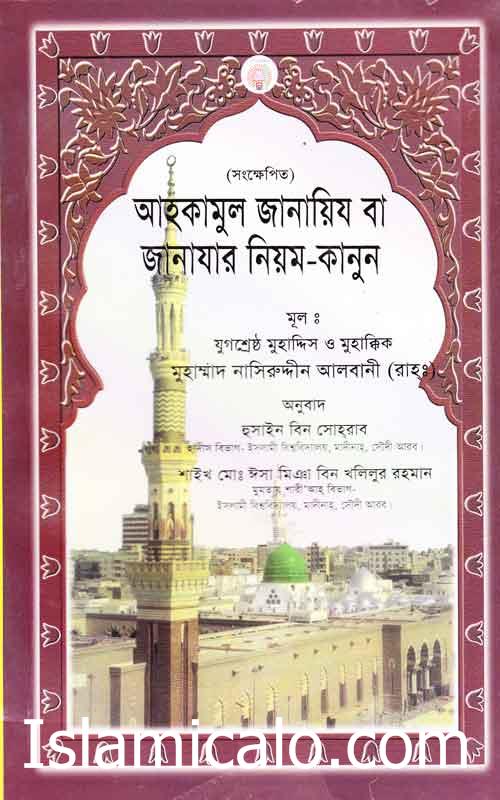 (সংক্ষেপিত)
আহকামুল জানায়িয বা
জানাযার নিয়ম-কানুন
মূল ঃ
যুগশ্রেষ্ঠ মুহাদ্দিস ও মুহাক্কিক
মুহাম্মাদ নাসিরুদ্দীন আলবানী (রাহঃ)
অনুবাদ
হুসাইন বিন সোহ্‌রাব
হাদীস বিভাগ- ইসলামী বিশ্ববিদ্যালয়, মাদীনাহ, সৌদী আরব।
শাইখ মোঃ ঈসা মিঞা বিন খলিলুর রহমান
মুমতায শারী'আহ বিভাগ-
ইসলামী বিশ্ববিদ্যালয়, মাদীনাহ, সৌদী আরব।
Islamicalo.com